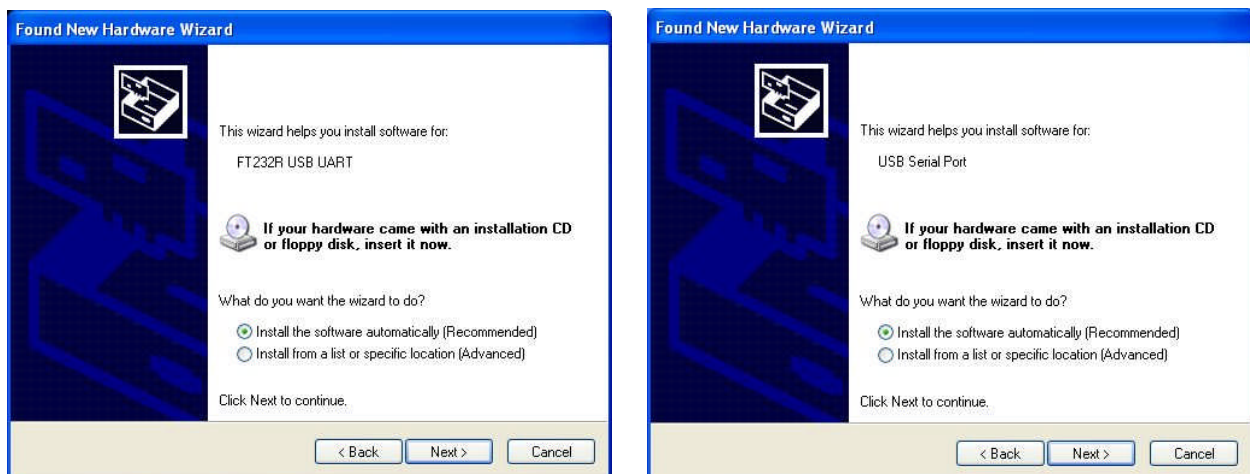 Found New Hardware Wizard
This wizard helps you install software for:
FT232R USB UART
If your hardware came with an installation CD
or floppy disk, insert it now.
What do you want the wizard to do?
Install the software automatically (Recommended)
Install from a list or specific location (Advanced)
Click Next to continue.
< Back
Next >
Cancel
Found New Hardware Wizard
This wizard helps you install software for:
USB Serial Port
If your hardware came with an installation CD
or floppy disk, insert it now.
What do you want the wizard to do?
Install the software automatically (Recommended)
Install from a list or specific location (Advanced)
Click Next to continue.
< Back
Next >
Cancel